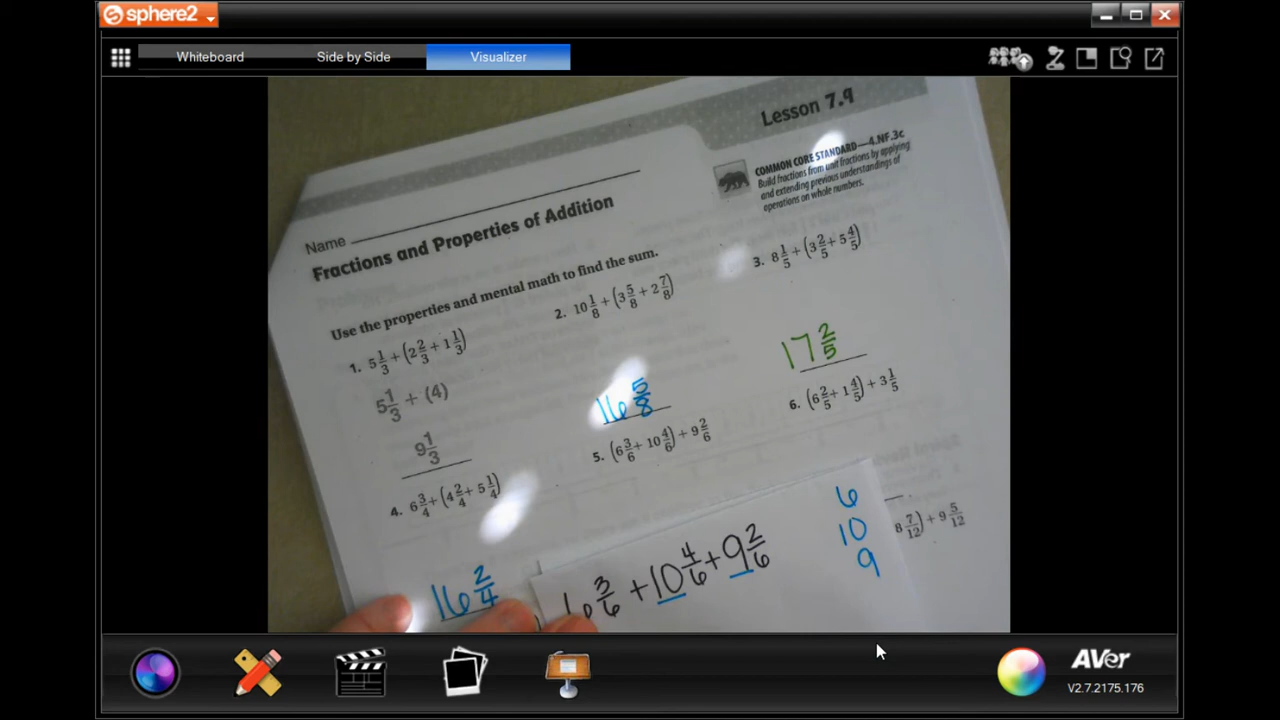 sphere2
Whiteboard Side by Side Visualizer
Lesson 7.9
COMMON CORE STANDARD—4.NF.3c
Build fractions from unit fractions by applying
and extending previous understandings of
operations on whole numbers.
Name
Fractions and Properties of Addition
Use the properties and mental math to find the sum.
1. 5 1/3 + (2 2/3 + 1 1/3)
5 1/3 + (4)
9 1/3
2. 10 1/8 + (3 5/8 + 2 7/8)
16 5/8
3. 8 1/5 + (3 2/5 + 5 4/5)
17 2/5
4. 6 3/4 + (4 2/4 + 5 1/4)
16 2/4
5. (6 3/6 + 10 4/6) + 9 2/6
6. (6 2/5 + 1 4/5) + 3 1/5
8 7/12) + 9 5/12
6 3/6 + 10 4/6 + 9 2/6
6
10
9
AVer
V2.7.2175.176